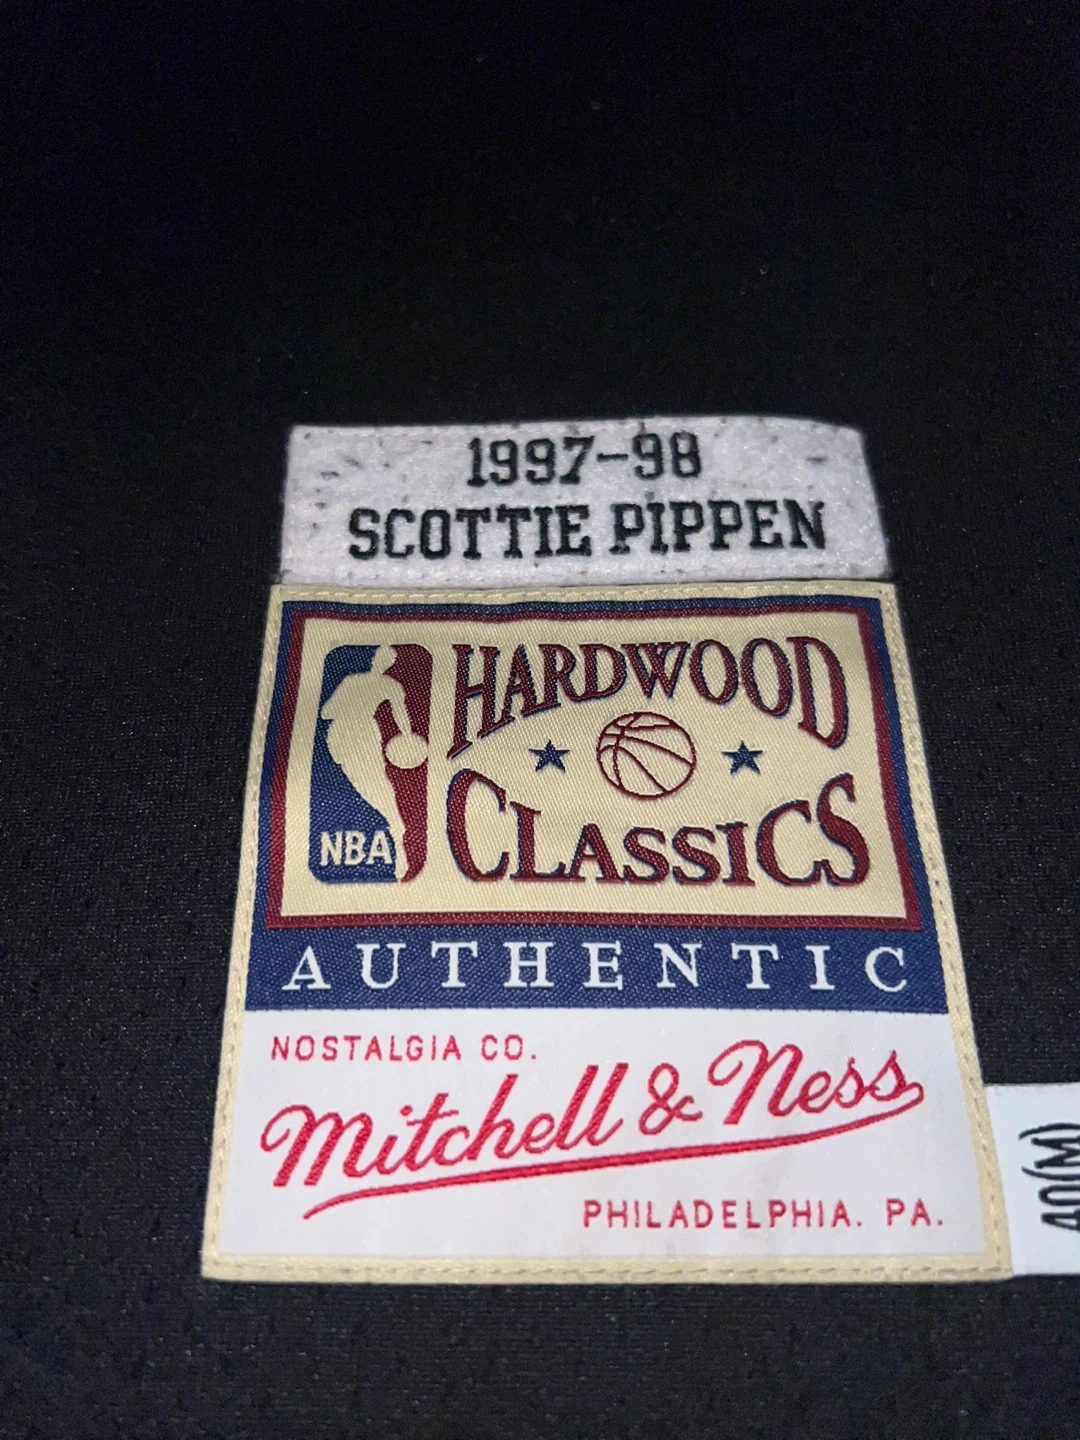 1997-98
SCOTTIE PIPPEN
HARDWOOD
CLASSICS
NBA
AUTHENTIC
NOSTALGIA CO.
Mitchell & Ness
PHILADELPHIA. PA.
40(M)